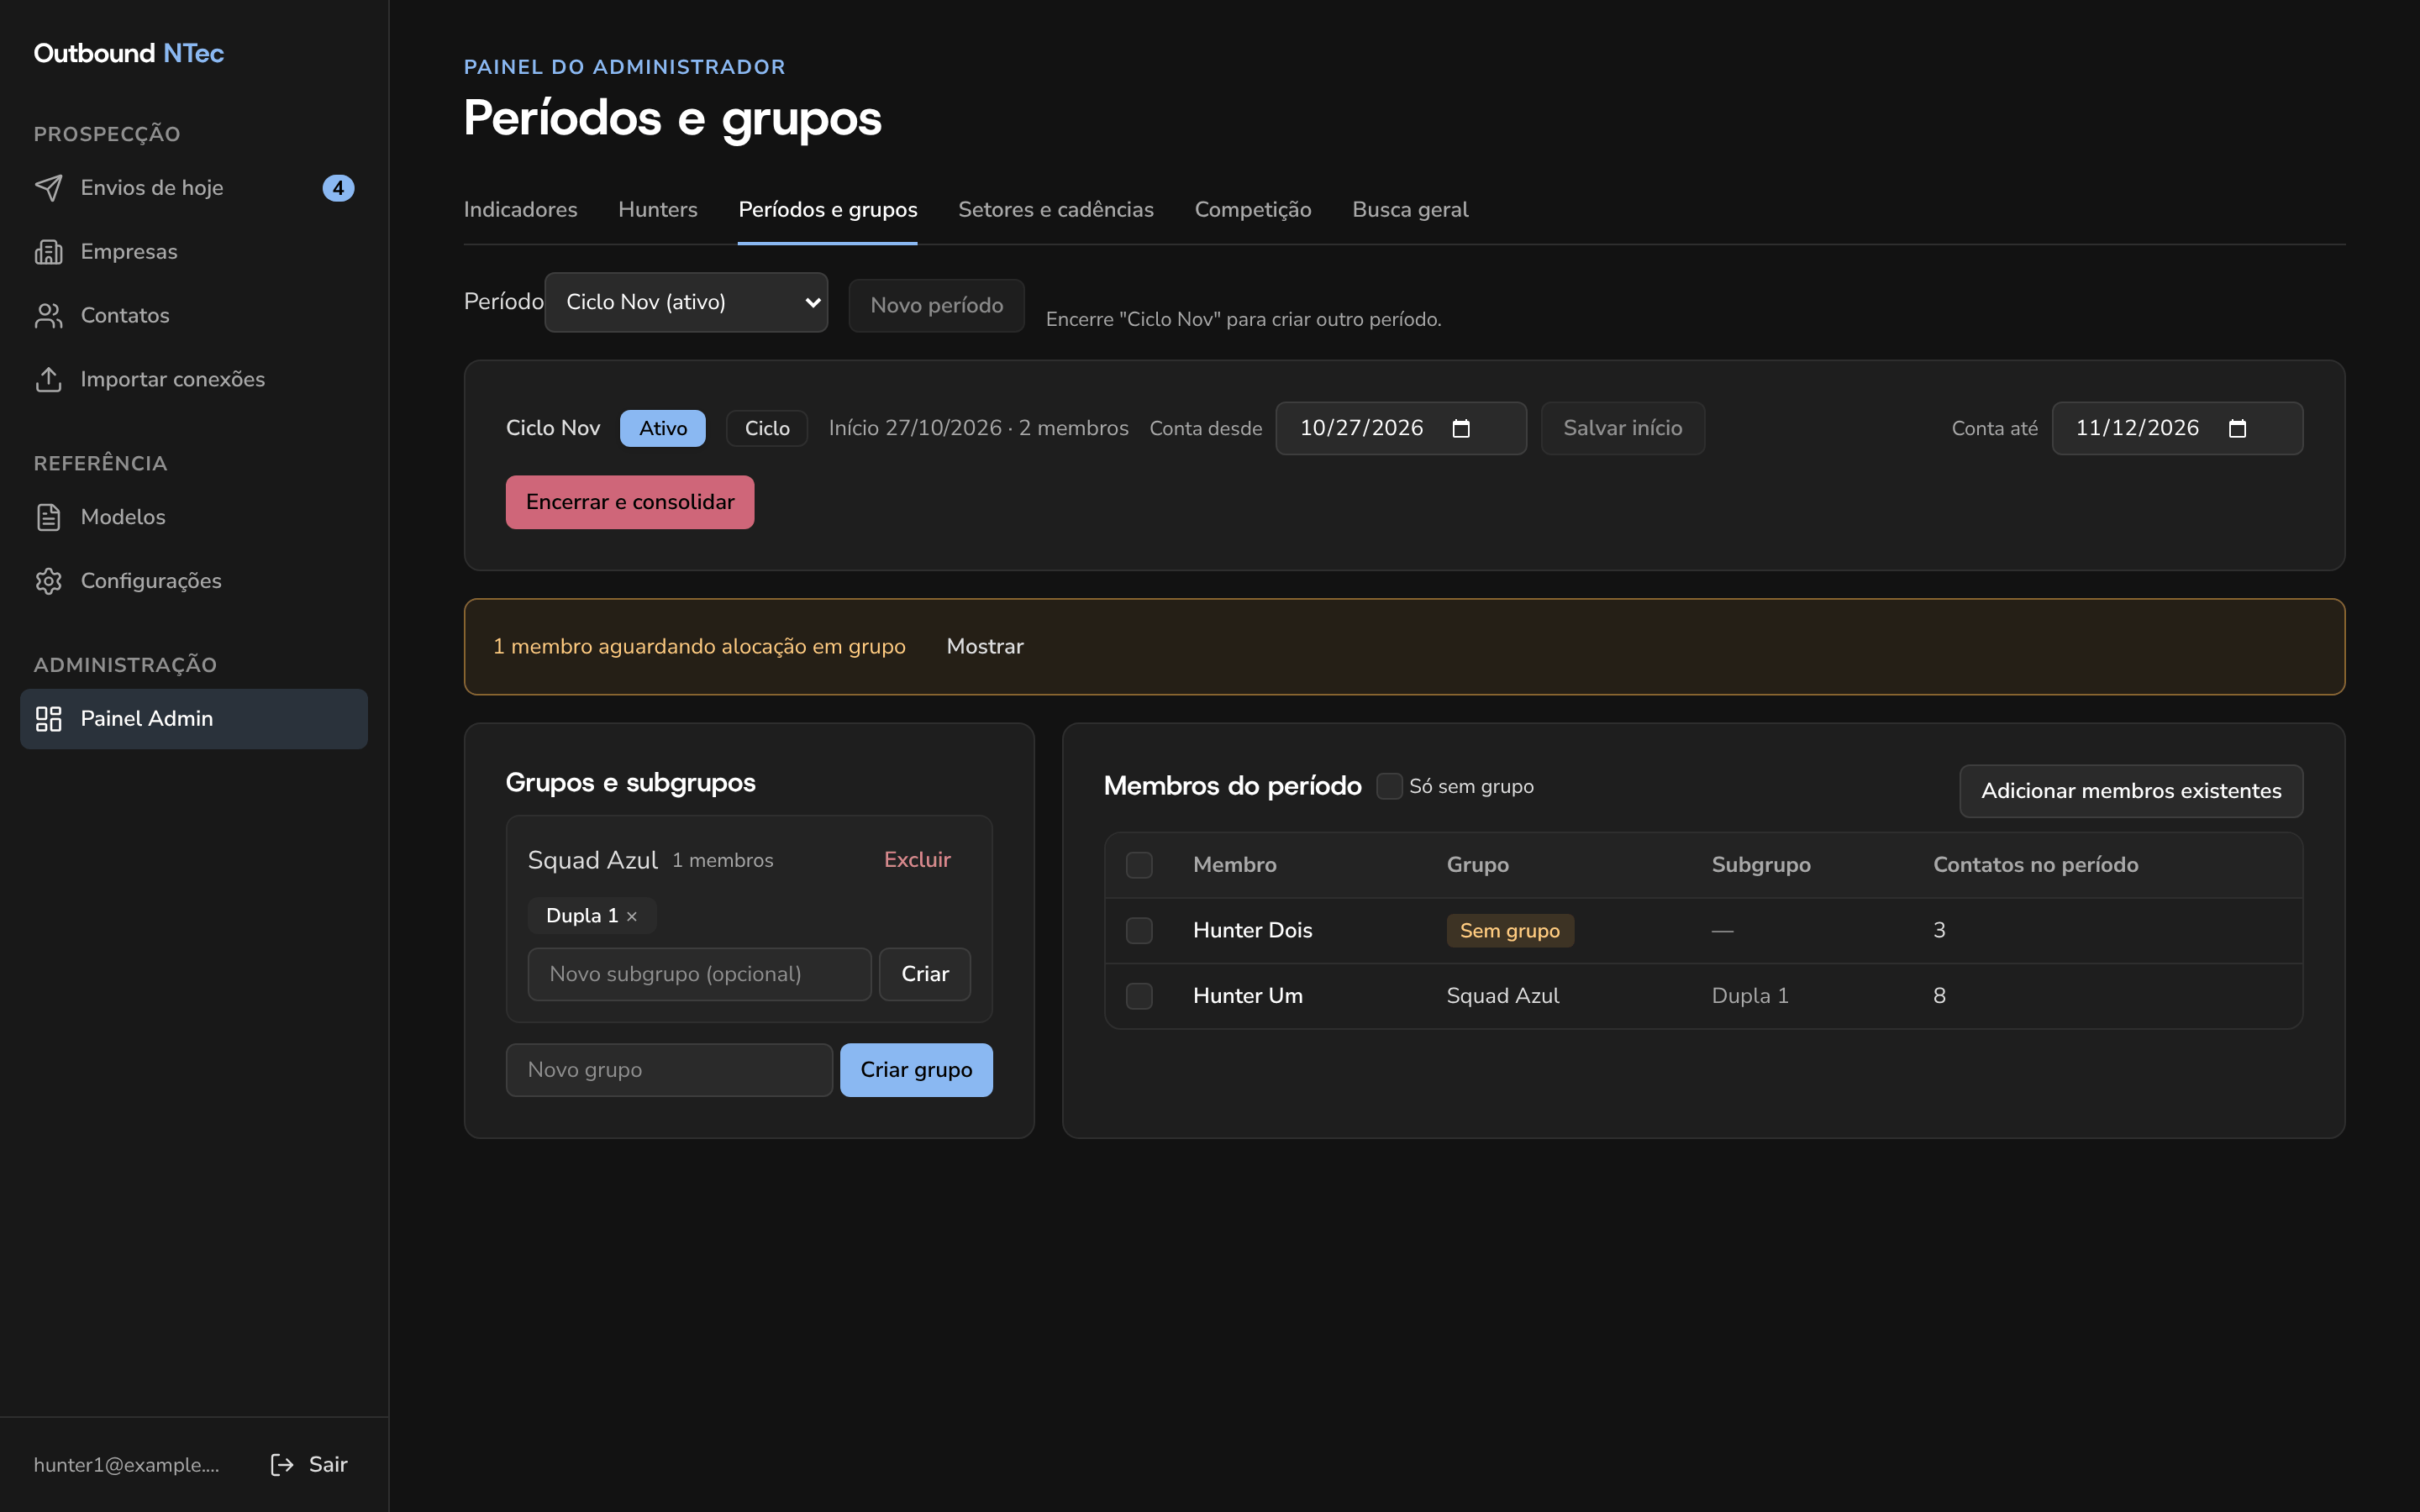 Outbound NTec
PROSPECÇÃO
Envios de hoje 4
Empresas
Contatos
Importar conexões
REFERÊNCIA
Modelos
Configurações
ADMINISTRAÇÃO
Painel Admin
hunter1@example.... Sair
PAINEL DO ADMINISTRADOR
Períodos e grupos
Indicadores Hunters Períodos e grupos Setores e cadências Competição Busca geral
Período Ciclo Nov (ativo) Novo período Encerre "Ciclo Nov" para criar outro período.
Ciclo Nov Ativo Ciclo Início 27/10/2026 · 2 membros Conta desde 10/27/2026 Salvar início Conta até 11/12/2026
Encerrar e consolidar
1 membro aguardando alocação em grupo Mostrar
Grupos e subgrupos
Squad Azul 1 membros Excluir
Dupla 1 ×
Novo subgrupo (opcional) Criar
Novo grupo Criar grupo
Membros do período Só sem grupo Adicionar membros existentes
Membro Grupo Subgrupo Contatos no período
Hunter Dois Sem grupo — 3
Hunter Um Squad Azul Dupla 1 8